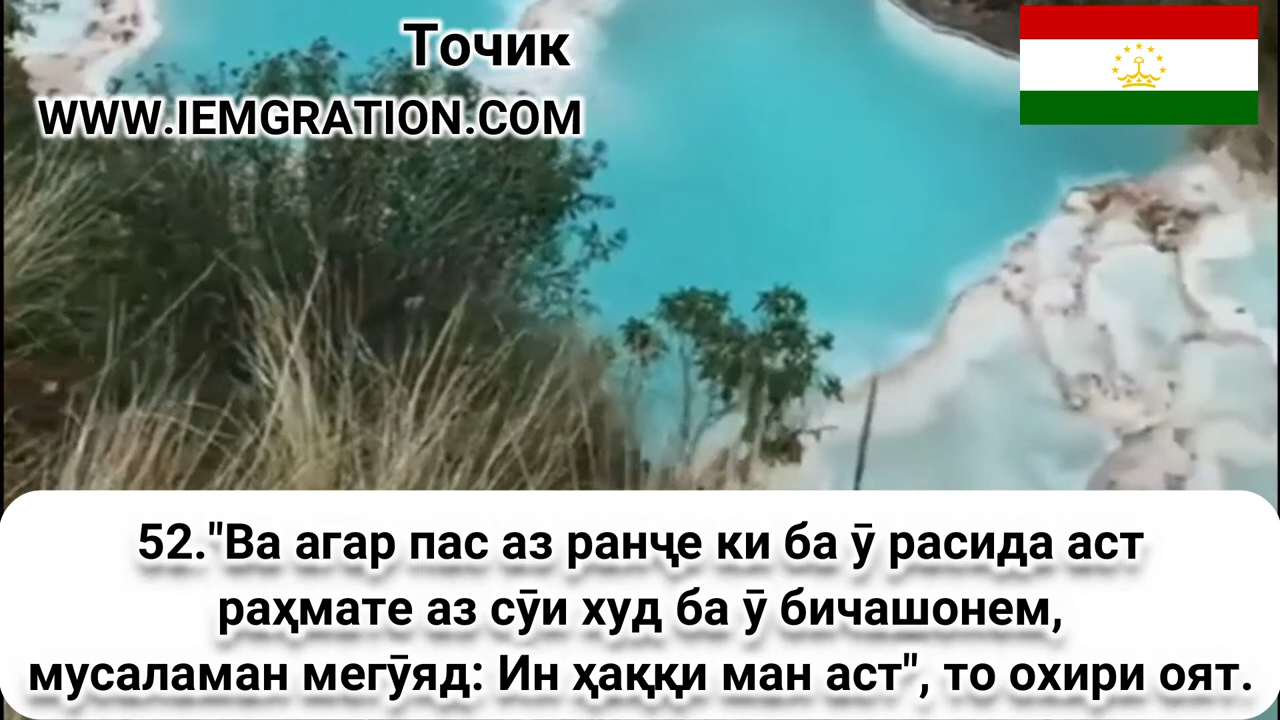 Точик
WWW.IEMGRATION.COM
52."Ва агар пас аз ранҷе ки ба ӯ расида аст
раҳмате аз сӯи худ ба ӯ бичашонем,
мусаламан мегӯяд: Ин ҳаққи ман аст", то охири оят.